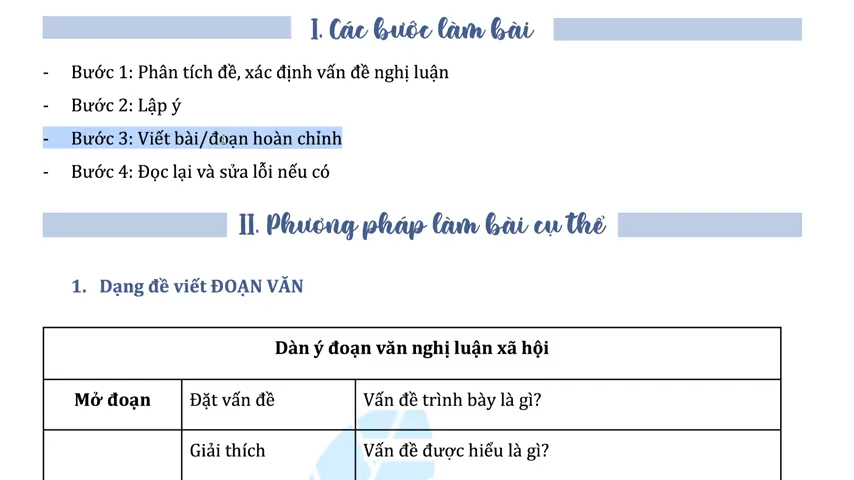 I. Các bước làm bài
- Bước 1: Phân tích đề, xác định vấn đề nghị luận
- Bước 2: Lập ý
- Bước 3: Viết bài/đoạn hoàn chỉnh
- Bước 4: Đọc lại và sửa lỗi nếu có
II. Phương pháp làm bài cụ thể
1. Dạng đề viết ĐOẠN VĂN
Dàn ý đoạn văn nghị luận xã hội
Mở đoạn Đặt vấn đề Vấn đề trình bày là gì?
Giải thích Vấn đề được hiểu là gì?